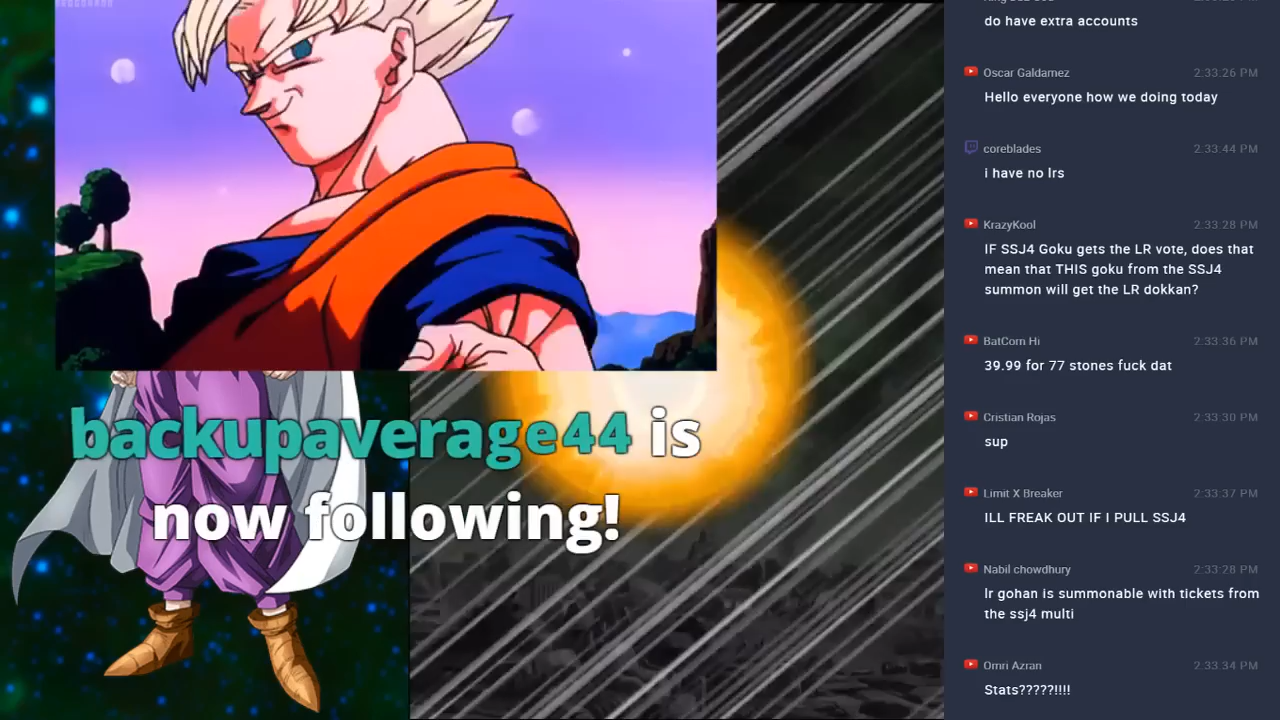 backupaverage44 is
now following!
do have extra accounts
Oscar Galdamez 2:33:26 PM
Hello everyone how we doing today
coreblades 2:33:44 PM
i have no lrs
KrazyKool 2:33:28 PM
IF SSJ4 Goku gets the LR vote, does that
mean that THIS goku from the SSJ4
summon will get the LR dokkan?
BatCom Hi 2:33:36 PM
39.99 for 77 stones fuck dat
Cristian Rojas 2:33:30 PM
sup
Limit X Breaker 2:33:37 PM
ILL FREAK OUT IF I PULL SSJ4
Nabil chowdhury 2:33:28 PM
lr gohan is summonable with tickets from
the ssj4 multi
Omri Azran 2:33:34 PM
Stats?????!!!!